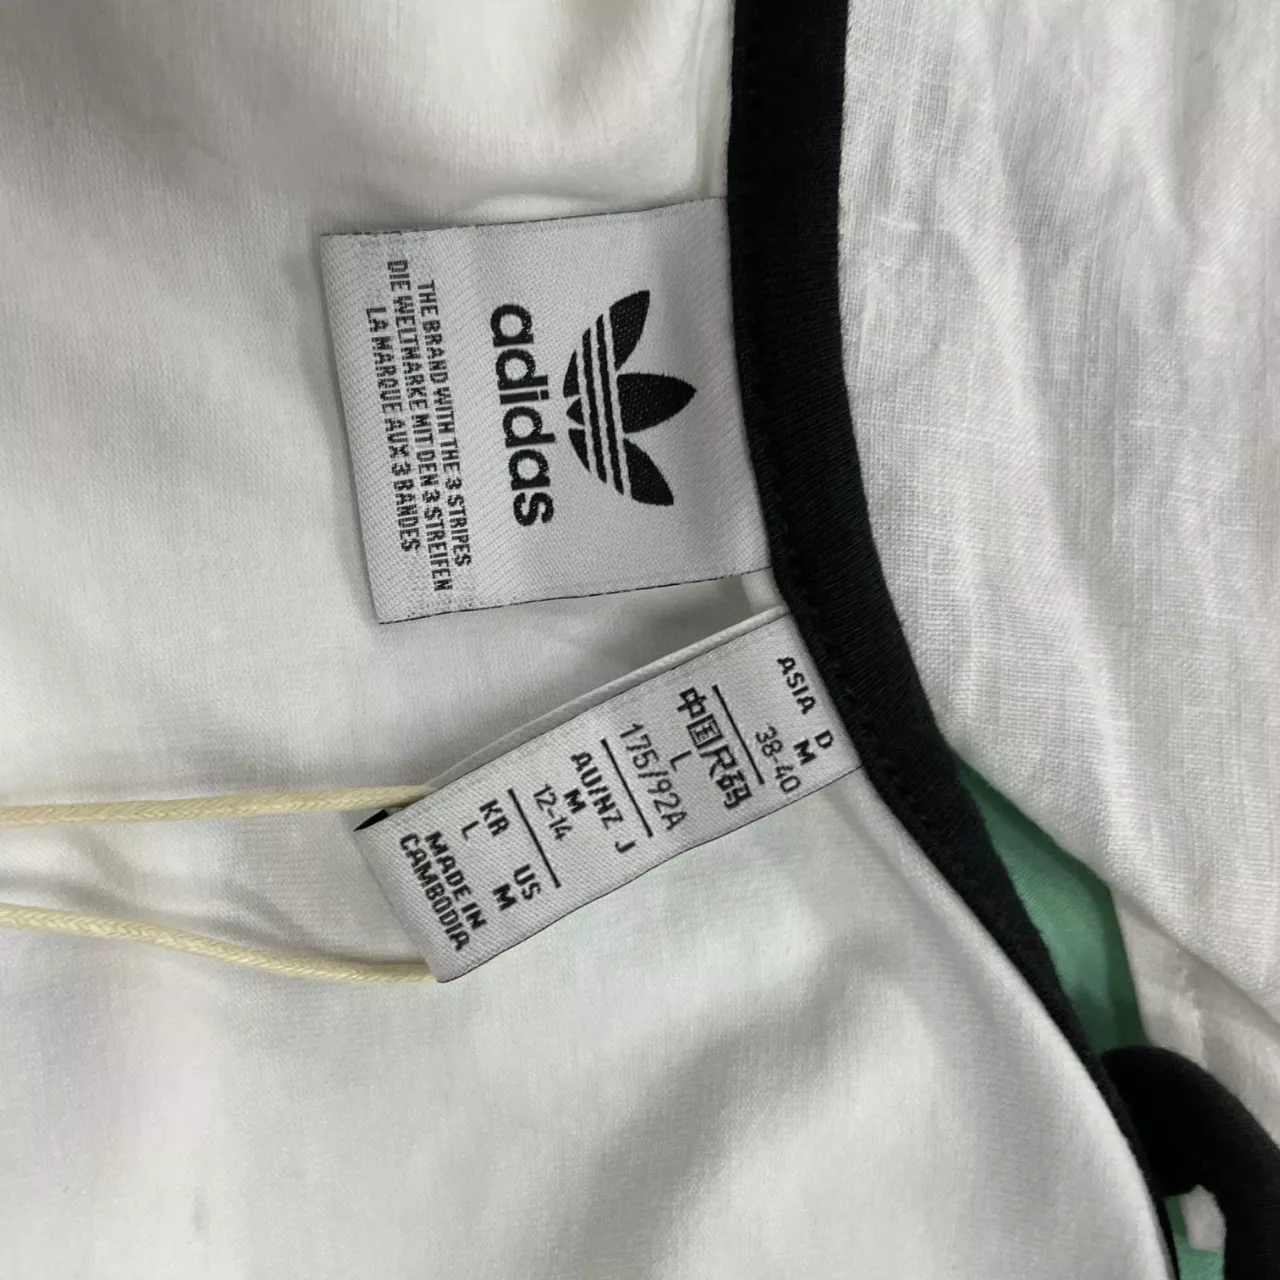 adidas
THE BRAND WITH THE 3 STRIPES
DIE WELTMARKE MIT DEN 3 STREIFEN
LA MARQUE AUX 3 BANDES
ASIA D
M
38-40
中国尺码
L
175/92A
AU/NZ J
M
12-14
KR US
L M
MADE IN
CAMBODIA